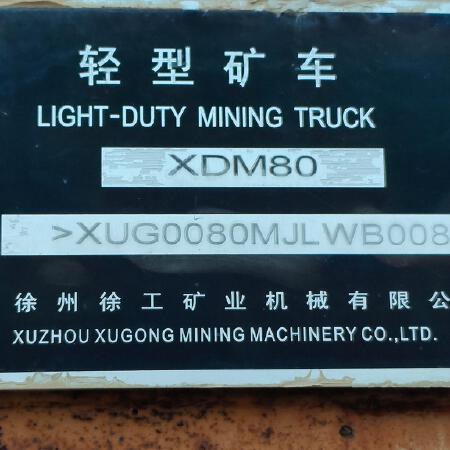 轻型矿车
LIGHT-DUTY MINING TRUCK
XDM80
>XUG0080MJLWB008
徐州徐工矿业机械有限公
XUZHOU XUGONG MINING MACHINERY CO.,LTD.